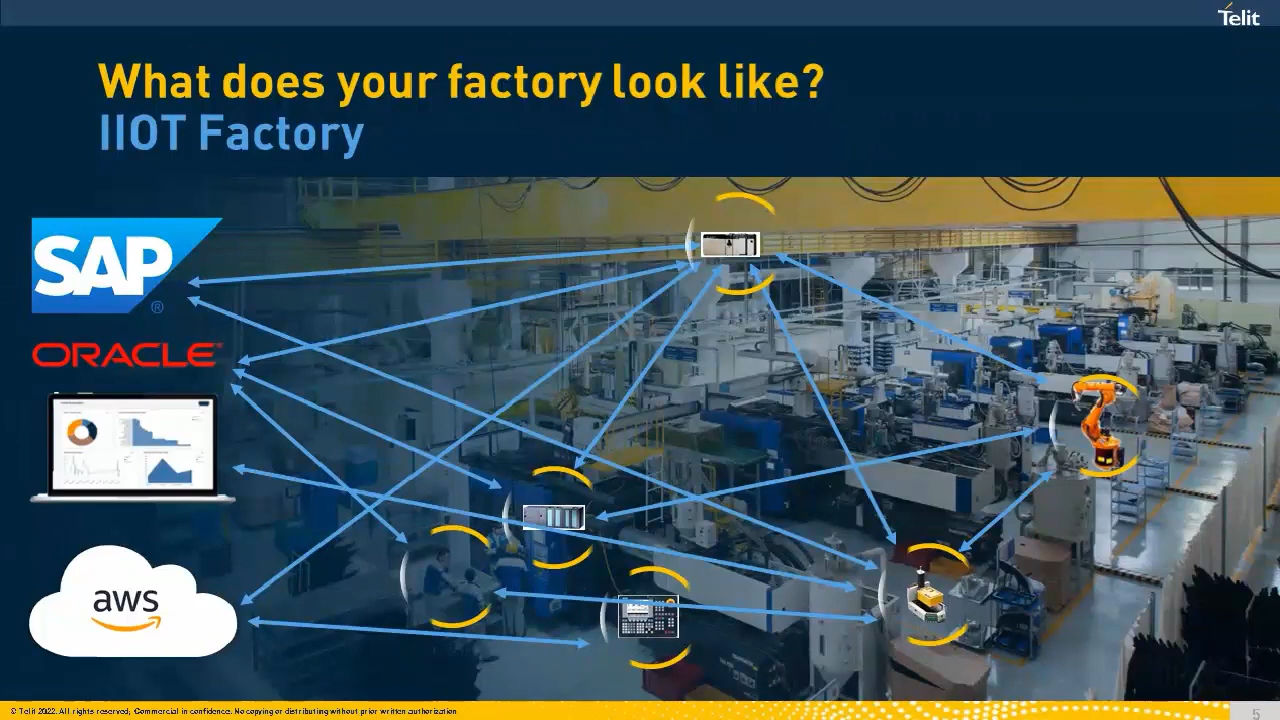 Telit
What does your factory look like?
IIOT Factory
SAP
®
ORACLE
aws
© Telit 2022. All rights reserved; Commercial in confidence. No copying or distributing without prior written authorization
5